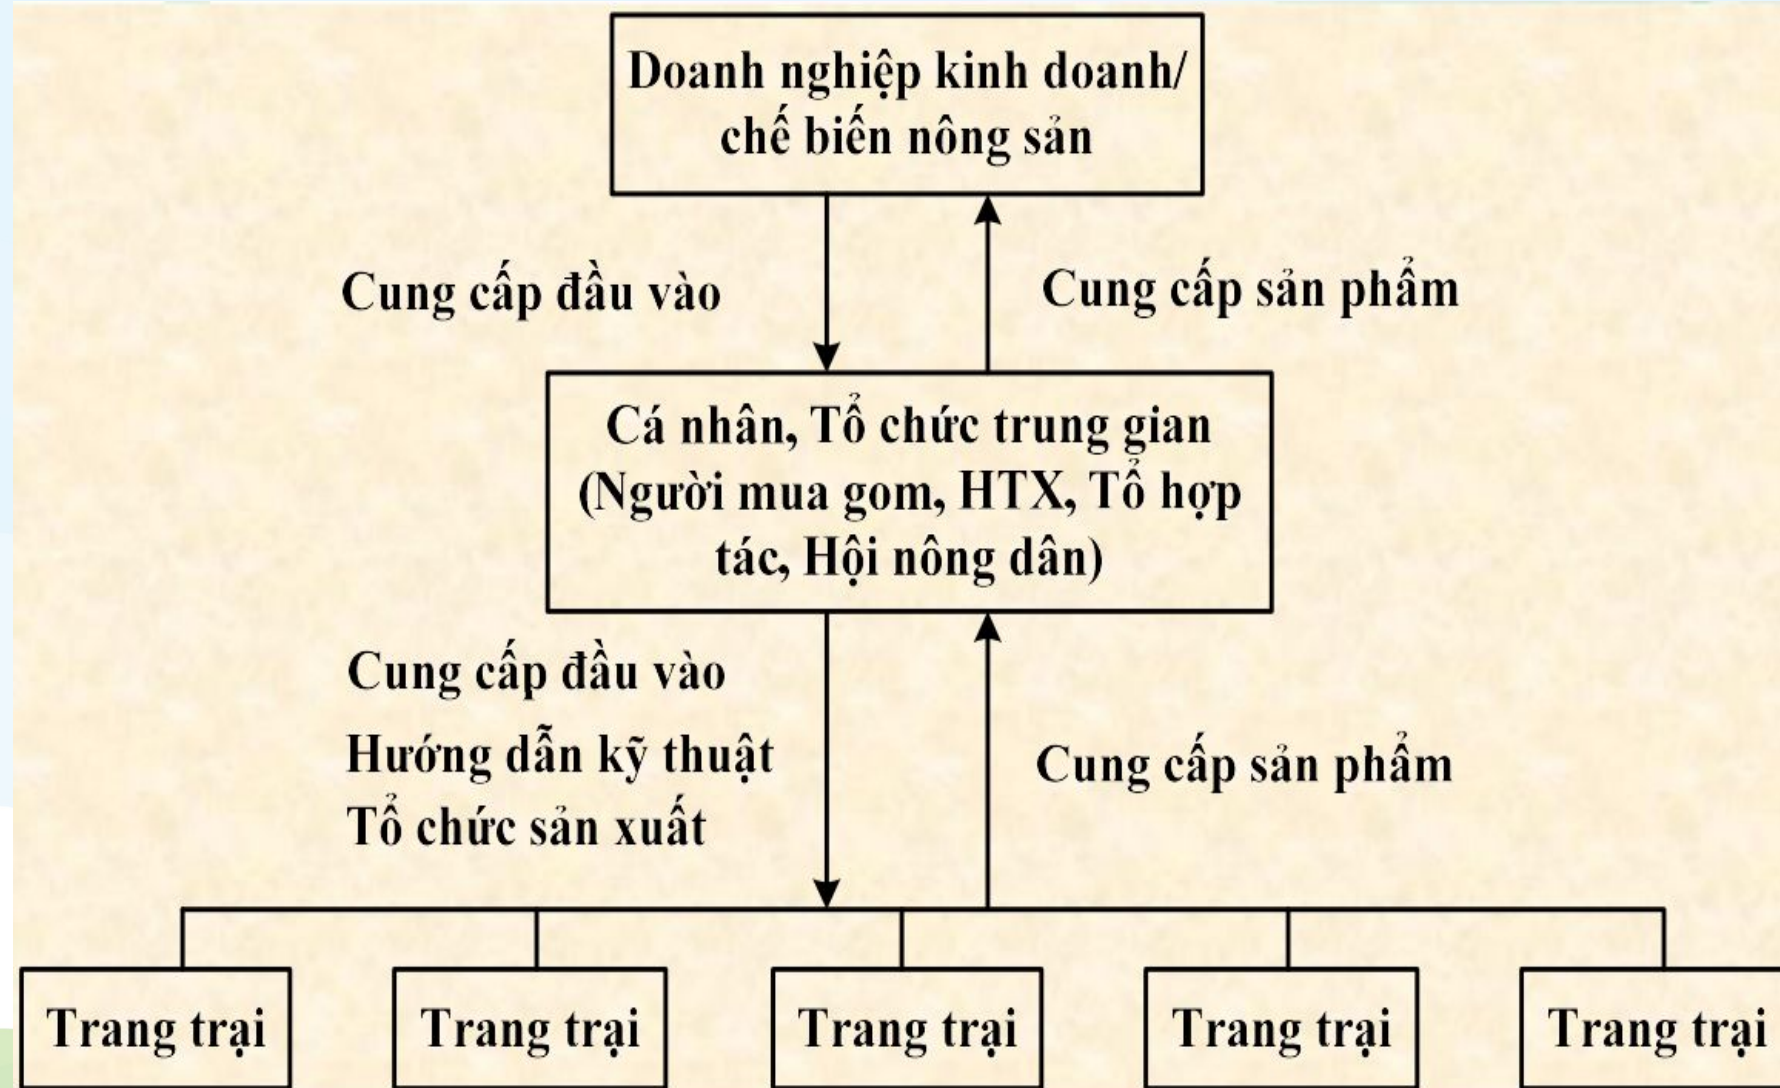 Doanh nghiệp kinh doanh/
chế biến nông sản
Cung cấp đầu vào
Cung cấp sản phẩm
Cá nhân, Tổ chức trung gian
(Người mua gom, HTX, Tổ hợp
tác, Hội nông dân)
Cung cấp đầu vào
Hướng dẫn kỹ thuật
Tổ chức sản xuất
Cung cấp sản phẩm
Trang trại
Trang trại
Trang trại
Trang trại
Trang trại